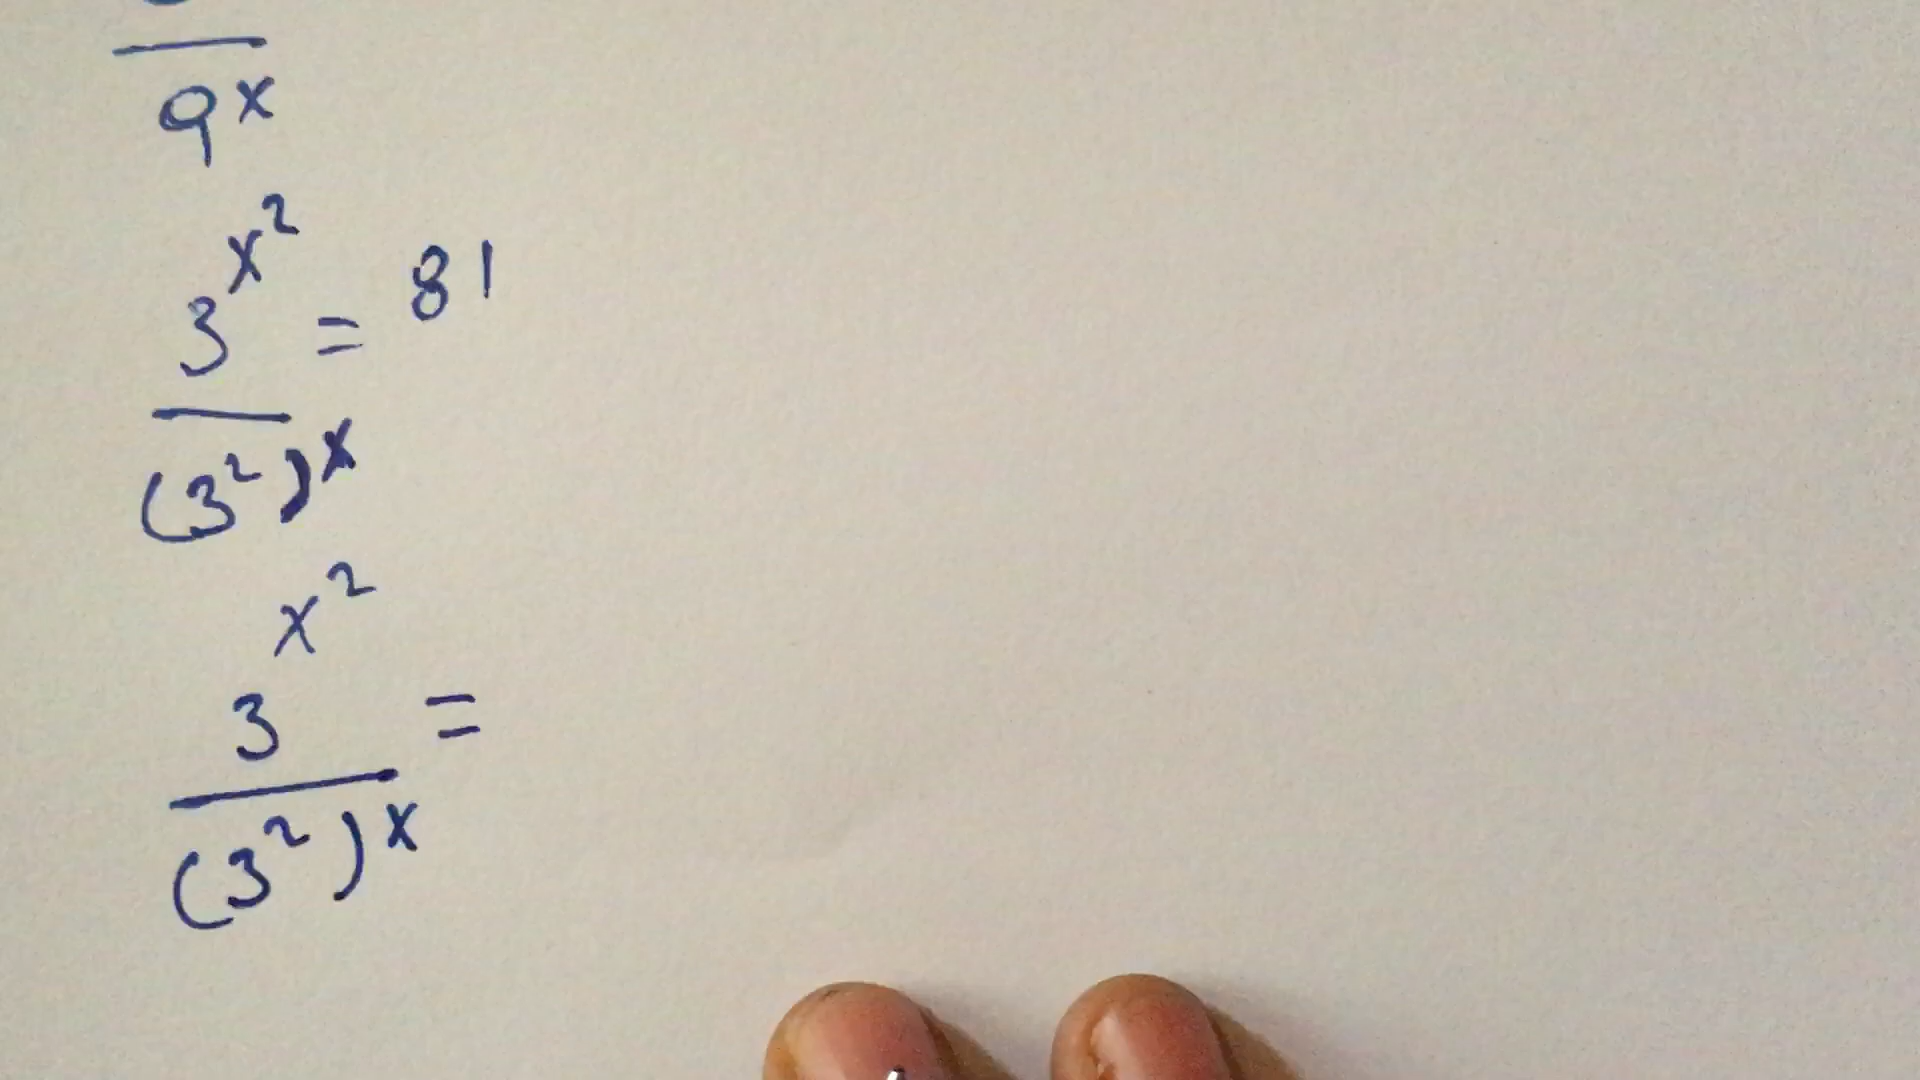 9^x
3^x^2 = 81
(3^2)^x
3^x^2 =
(3^2)^x